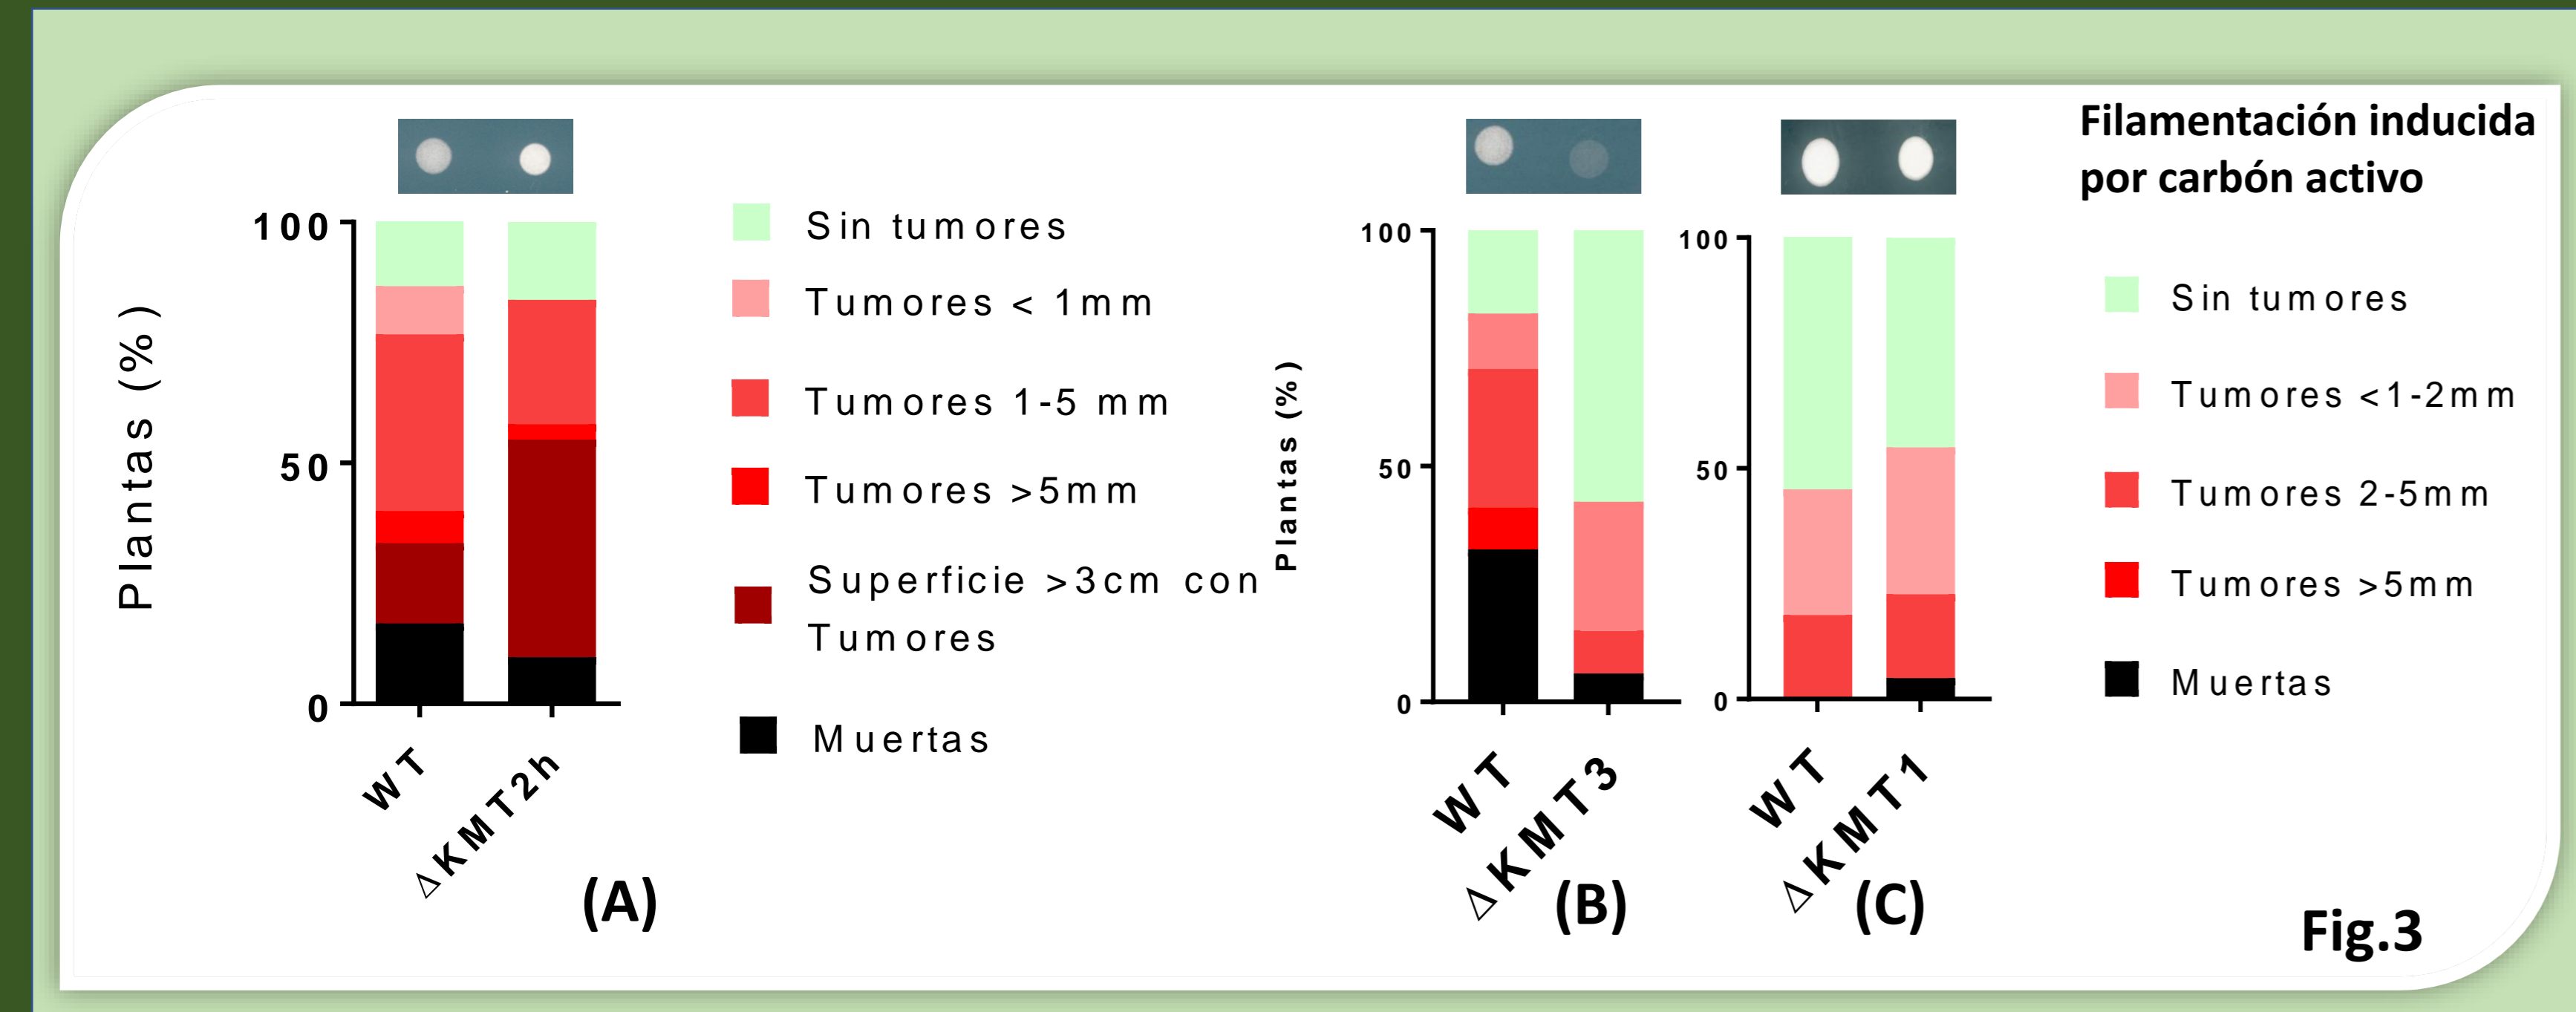 Filamentación inducida
por carbón activo
Plantas (%)
100
50
0
WT
ΔKMT2h
(A)
Sin tumores
Tumores < 1mm
Tumores 1-5 mm
Tumores >5mm
Superficie >3cm con
Tumores
Muertas
Plantas (%)
100
50
0
WT
ΔKMT3
(B)
100
50
0
WT
ΔKMT1
(C)
Sin tumores
Tumores <1-2mm
Tumores 2-5mm
Tumores >5mm
Muertas
Fig.3